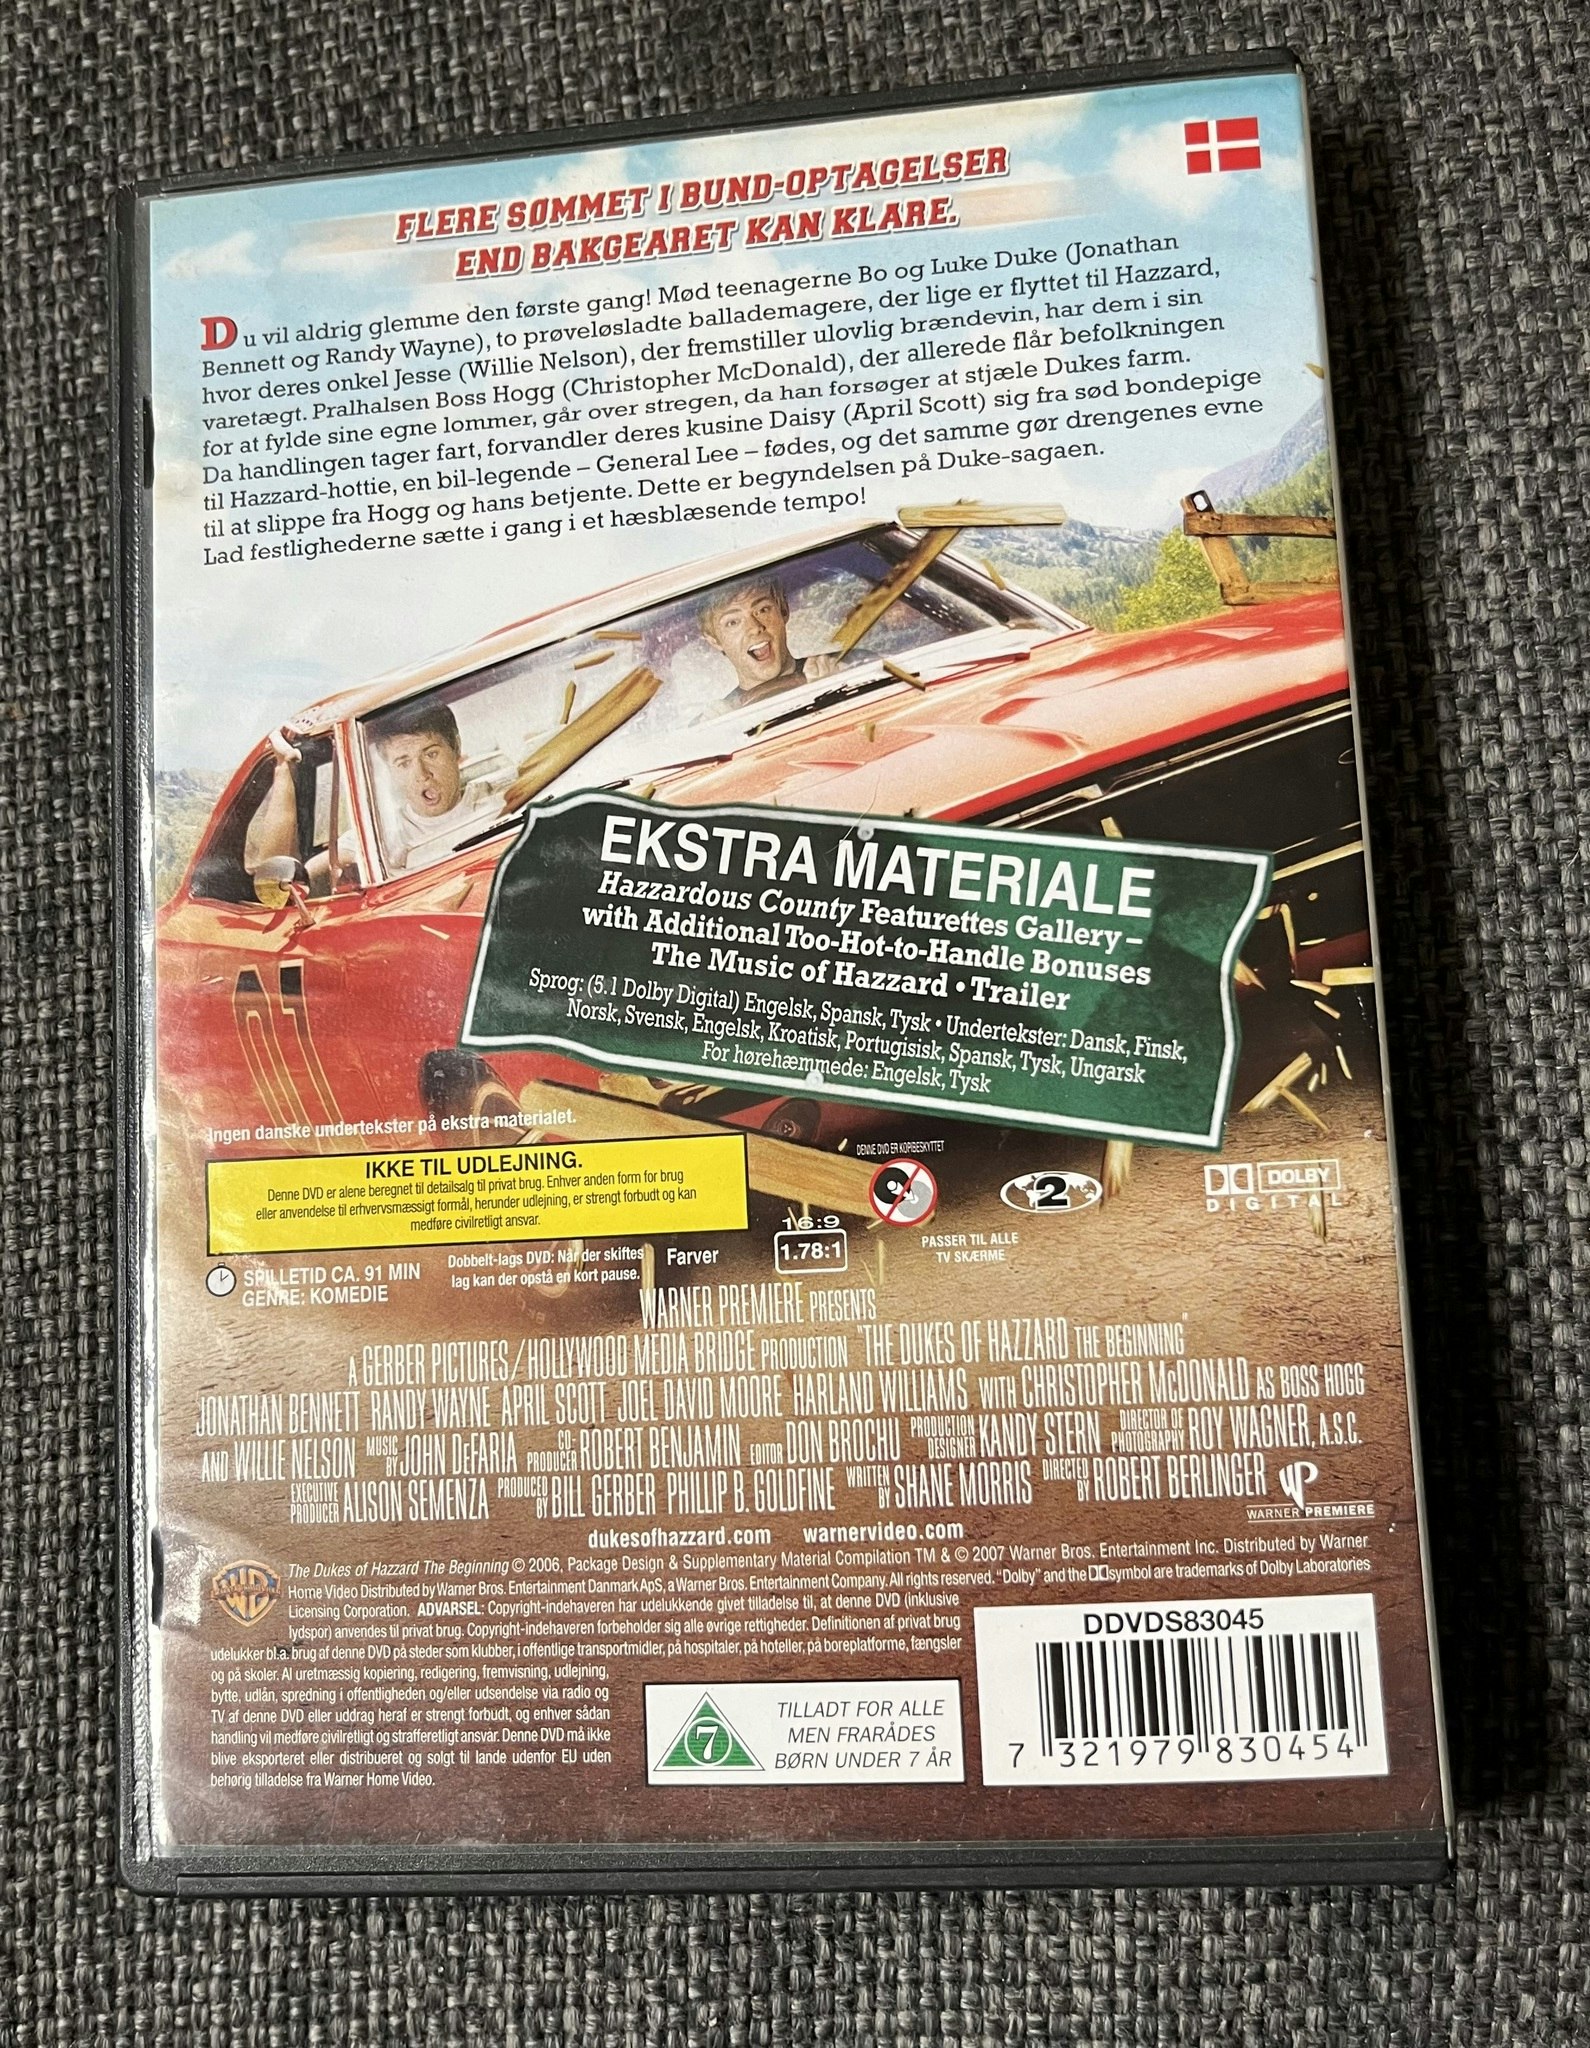 FLERE SØMMET I BUND-OPTAGELSER
END BAKGEARET KAN KLARE.
Du vil aldrig glemme den første gang! Mød teenagerne Bo og Luke Duke (Jonathan
Bennett og Randy Wayne), to prøveløsladte ballademagere, der lige er flyttet til Hazzard,
hvor deres onkel Jesse (Willie Nelson), der fremstiller ulovlig brændevin, har dem i sin
varetægt. Pralhalsen Boss Hogg (Christopher McDonald), der allerede flår befolkningen
for at fylde sine egne lommer, går over stregen, da han forsøger at stjæle Dukes farm.
Da handlingen tager fart, forvandler deres kusine Daisy (April Scott) sig fra sød bondepige
til Hazzard-hottie, en bil-legende – General Lee – fødes, og det samme gør drengenes evne
til at slippe fra Hogg og hans betjente. Dette er begyndelsen på Duke-sagaen.
Lad festlighederne sætte i gang i et hæsblæsende tempo!
01
EKSTRA MATERIALE
Hazzardous County Featurettes Gallery –
with Additional Too-Hot-to-Handle Bonuses
The Music of Hazzard • Trailer
Sprog: (5.1 Dolby Digital) Engelsk, Spansk, Tysk • Undertekster: Dansk, Finsk,
Norsk, Svensk, Engelsk, Kroatisk, Portugisisk, Spansk, Tysk, Ungarsk
For hørehæmmede: Engelsk, Tysk
Ingen danske undertekster på ekstra materialet.
IKKE TIL UDLEJNING.
Denne DVD er alene beregnet til detailsalg til privat brug. Enhver anden form for brug
eller anvendelse til erhvervsmæssigt formål, herunder udlejning, er strengt forbudt og kan
medføre civilretligt ansvar.
DENNE DVD ER KOPIBESKYTTET
2
DOLBY
DIGITAL
SPILLETID CA. 91 MIN
GENRE: KOMEDIE
Dobbelt-lags DVD: Når der skiftes
lag kan der opstå en kort pause.
Farver
16:9
1.78:1
PASSER TIL ALLE
TV SKÆRME
WARNER PREMIERE PRESENTS
A GERBER PICTURES/HOLLYWOOD MEDIA BRIDGE PRODUCTION "THE DUKES OF HAZZARD THE BEGINNING"
JONATHAN BENNETT RANDY WAYNE APRIL SCOTT JOEL DAVID MOORE HARLAND WILLIAMS WITH CHRISTOPHER McDONALD AS BOSS HOGG
AND WILLIE NELSON MUSIC BY JOHN DeFARIA CO-PRODUCER ROBERT BENJAMIN EDITOR DON BROCHU PRODUCTION DESIGNER KANDY STERN DIRECTOR OF PHOTOGRAPHY ROY WAGNER, A.S.C.
EXECUTIVE PRODUCER ALISON SEMENZA PRODUCED BY BILL GERBER PHILLIP B. GOLDFINE WRITTEN BY SHANE MORRIS DIRECTED BY ROBERT BERLINGER
WARNER PREMIERE
dukesofhazzard.com warnervideo.com
The Dukes of Hazzard The Beginning © 2006, Package Design & Supplementary Material Compilation TM & © 2007 Warner Bros. Entertainment Inc. Distributed by Warner
Home Video Distributed by Warner Bros. Entertainment Danmark ApS, a Warner Bros. Entertainment Company. All rights reserved. "Dolby" and the DD symbol are trademarks of Dolby Laboratories
Licensing Corporation. ADVARSEL: Copyright-indehaveren har udelukkende givet tilladelse til, at denne DVD (inklusive
lydspor) anvendes til privat brug. Copyright-indehaveren forbeholder sig alle øvrige rettigheder. Definitionen af privat brug
udelukker bl.a. brug af denne DVD på steder som klubber, i offentlige transportmidler, på hospitaler, på hoteller, på boreplatforme, fængsler
og på skoler. Al uretmæssig kopiering, redigering, fremvisning, udlejning,
bytte, udlån, spredning i offentligheden og/eller udsendelse via radio og
TV af denne DVD eller uddrag heraf er strengt forbudt, og enhver sådan
handling vil medføre civilretligt og strafferetligt ansvar. Denne DVD må ikke
blive eksporteret eller distribueret og solgt til lande udenfor EU uden
behørig tilladelse fra Warner Home Video.
7
TILLADT FOR ALLE
MEN FRARÅDES
BØRN UNDER 7 ÅR
DDVDS83045
7 321979 830454